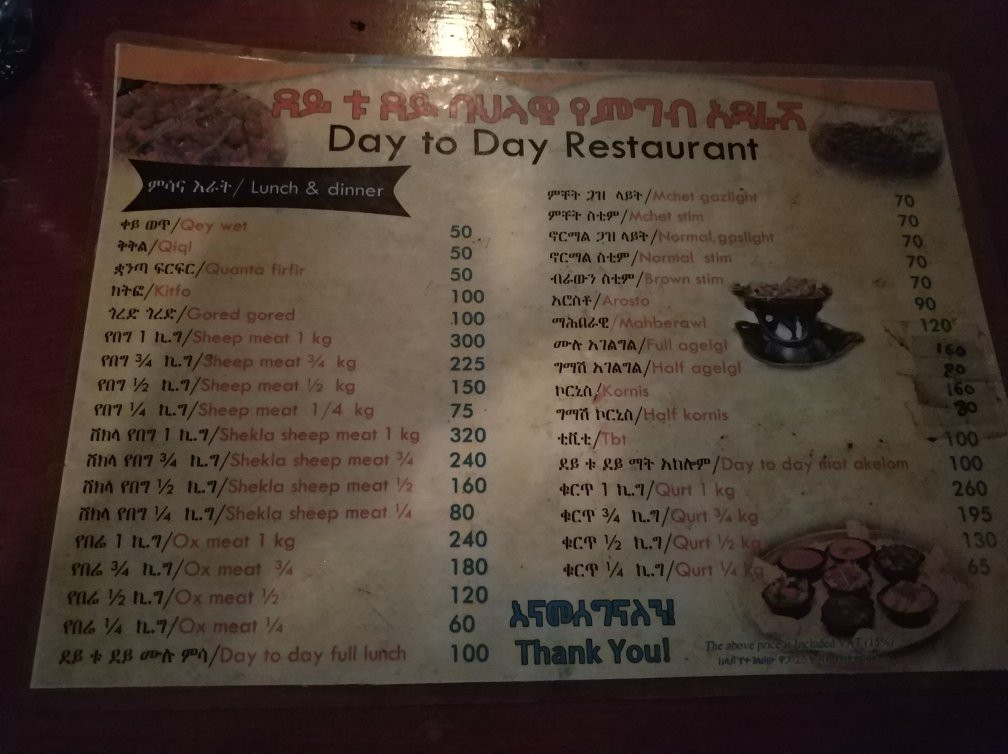 ደይ ቱ ደይ ባህላዊ የምግብ አዳራሽ
Day to Day Restaurant
ምሳና እራት/ Lunch & dinner
ቀይ ወጥ/Qey wet 50
ቅቅል/Qiql 50
ቋንጣ ፍርፍር/Quanta firfir 50
ክትፎ/Kitfo 100
ጎረድ ጎረድ/Gored gored 100
የበግ 1 ኪ.ግ/Sheep meat 1 kg 300
የበግ ¾ ኪ.ግ/Sheep meat ¾ kg 225
የበግ ½ ኪ.ግ/Sheep meat ½ kg 150
የበግ ¼ ኪ.ግ/Sheep meat 1/4 kg 75
ሸክላ የበግ 1 ኪ.ግ/Shekla sheep meat 1 kg 320
ሸክላ የበግ ¾ ኪ.ግ/Shekla sheep meat ¾ 240
ሸክላ የበግ ½ ኪ.ግ/Shekla sheep meat ½ 160
ሸክላ የበግ ¼ ኪ.ግ/Shekla sheep meat ¼ 80
የበሬ 1 ኪ.ግ/Ox meat 1 kg 240
የበሬ ¾ ኪ.ግ/Ox meat ¾ 180
የበሬ ½ ኪ.ግ/Ox meat ½ 120
የበሬ ¼ ኪ.ግ/Ox meat ¼ 60
ደይ ቱ ደይ ሙሉ ምሳ/Day to day full lunch 100
ምቾት ጋዝ ላይት/Mchet gazlight 70
ምቾት ስቲም/Mchet stim 70
ኖርማል ጋዝ ላይት/Normal gaslight 70
ኖርማል ስቲም/Normal stim 70
ብራውን ስቲም/Brown stim 70
አሮስቶ/Arosto 90
ማሕበራዊ/Mahberawi 120
ሙሉ አገልግል/Full agelgl 160
ግማሽ አገልግል/Half agelgl 80
ኮርኒስ/Kornis 160
ግማሽ ኮርኒስ/Half kornis 80
ቲቪቲ/Tbt 100
ደይ ቱ ደይ ማት አከሎም/Day to day mat akelom 100
ቁርጥ 1 ኪ.ግ/Qurt 1 kg 260
ቁርጥ ¾ ኪ.ግ/Qurt ¾ kg 195
ቁርጥ ½ ኪ.ግ/Qurt ½ kg 130
ቁርጥ ¼ ኪ.ግ/Qurt ¼ kg 65
እናመሰግናለን!
Thank You!
The above price is Included VAT (15%)